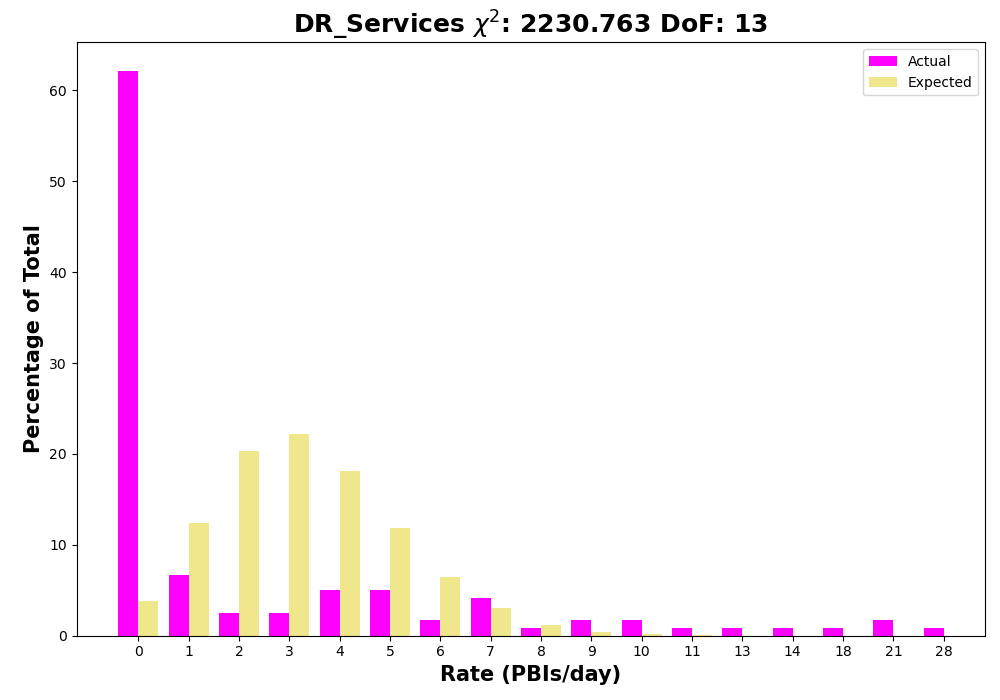 DR_Services χ²: 2230.763 DoF: 13
Actual
Expected
Percentage of Total
60
50
40
30
20
10
0
0 1 2 3 4 5 6 7 8 9 10 11 13 14 18 21 28
Rate (PBIs/day)